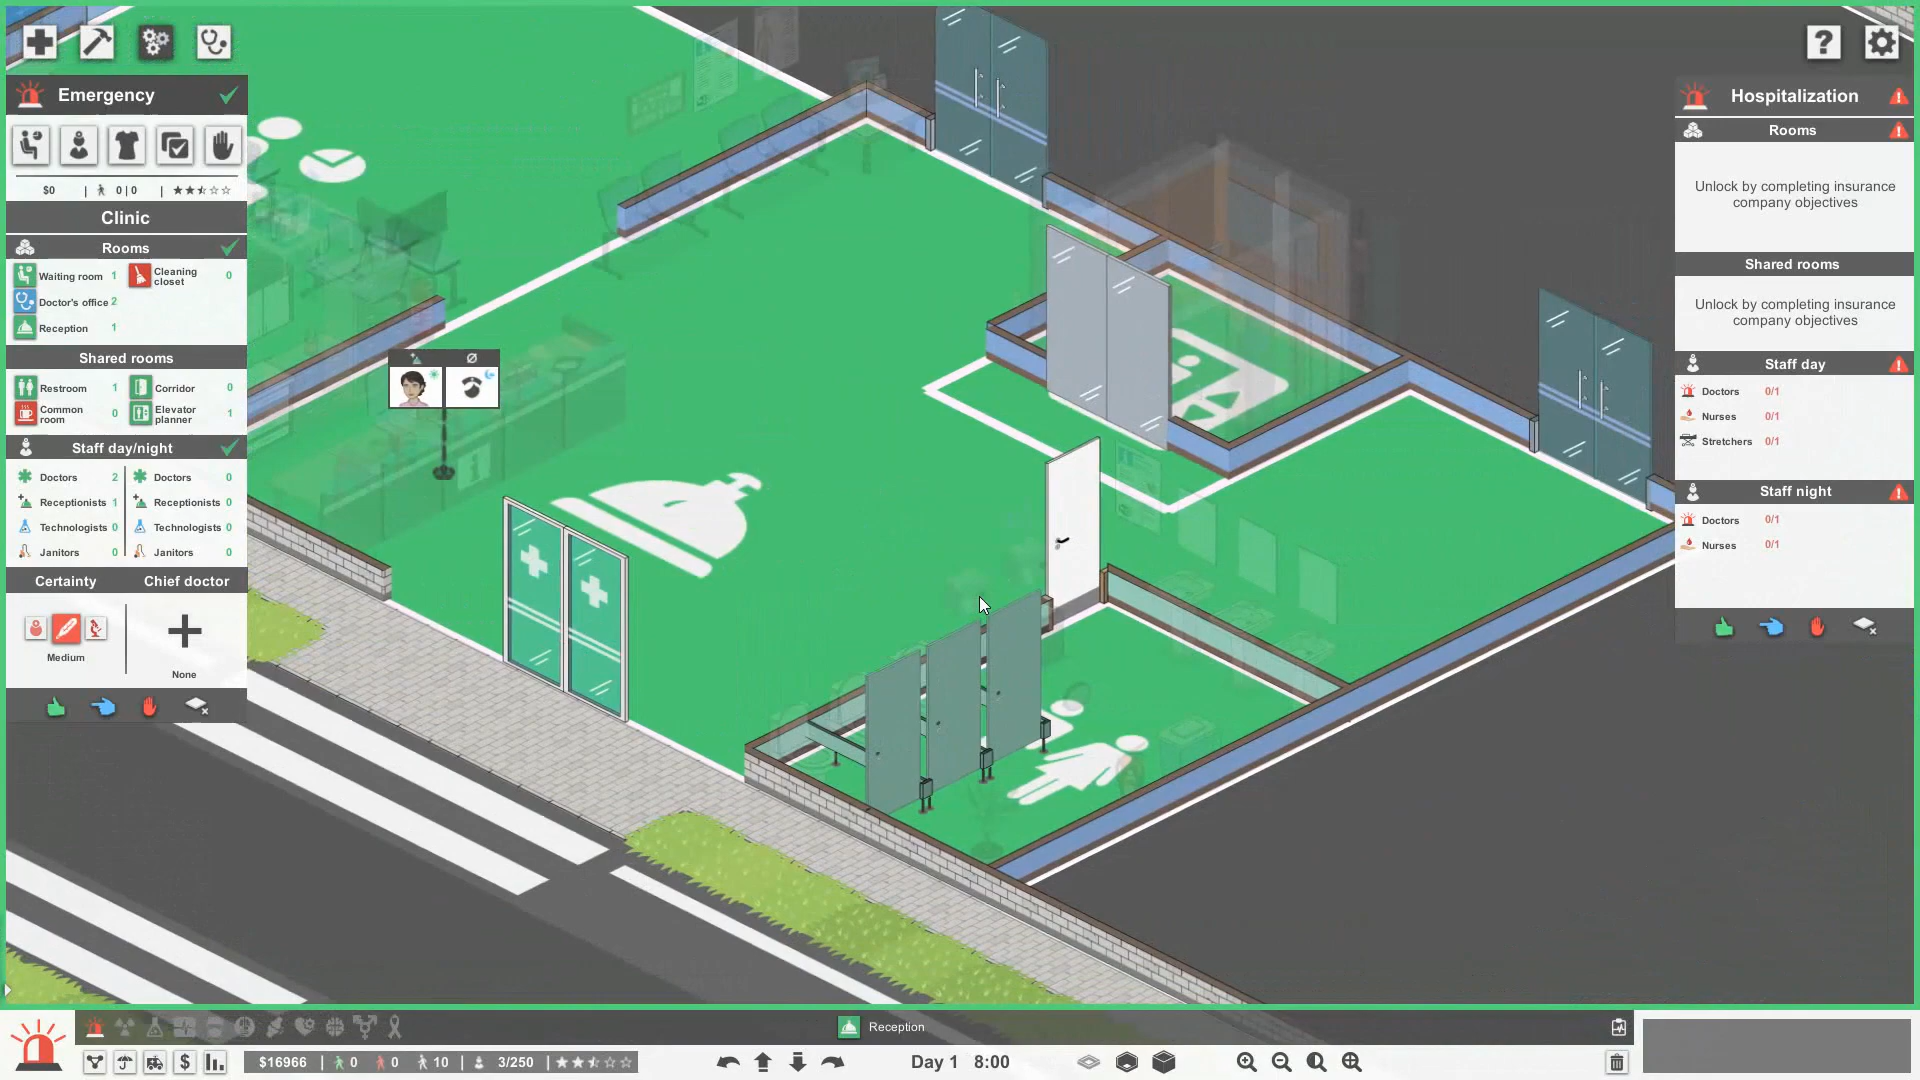 Emergency
$0 | 0 | 0 |
Clinic
Rooms
Waiting room 1
Cleaning closet 0
Doctor's office 2
Reception 1
Shared rooms
Restroom 1
Corridor 0
Common room 0
Elevator planner 1
Staff day/night
Doctors 2
Doctors 0
Receptionists 1
Receptionists 0
Technologists 0
Technologists 0
Janitors 0
Janitors 0
Certainty
Chief doctor
Medium
None
?
Hospitalization
Rooms
Unlock by completing insurance
company objectives
Shared rooms
Unlock by completing insurance
company objectives
Staff day
Doctors 0/1
Nurses 0/1
Stretchers 0/1
Staff night
Doctors 0/1
Nurses 0/1
Reception
$ $16966 | 0 0 10 | 3/250 |
Day 1 8:00